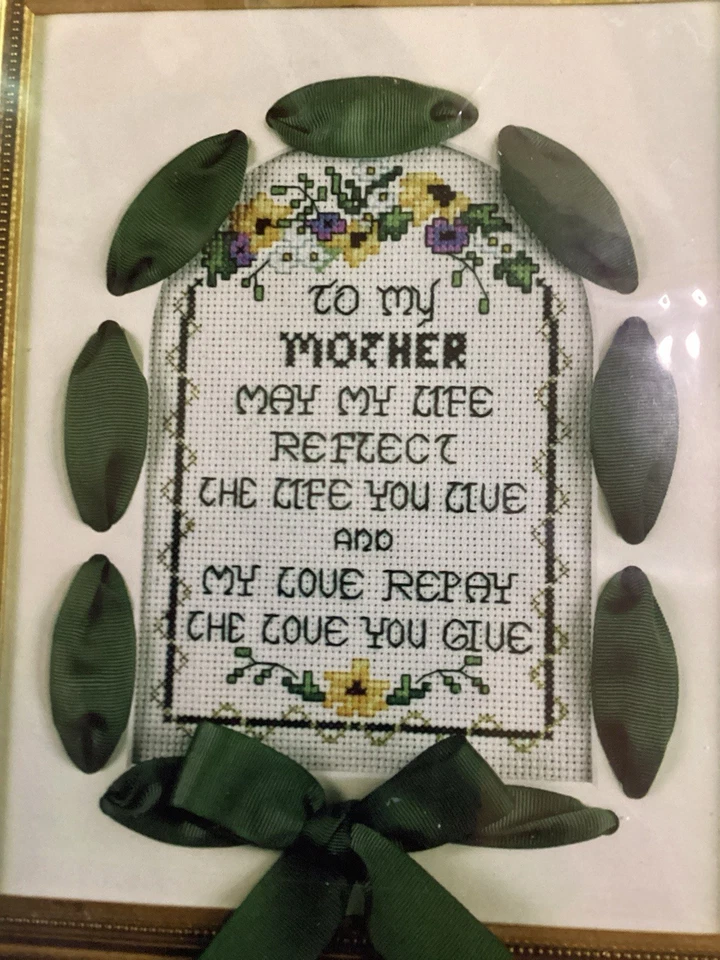 To My
MOTHER
MAY MY LIFE
REFLECT
THE LIFE YOU LIVE
AND
MY LOVE REPAY
THE LOVE YOU GIVE